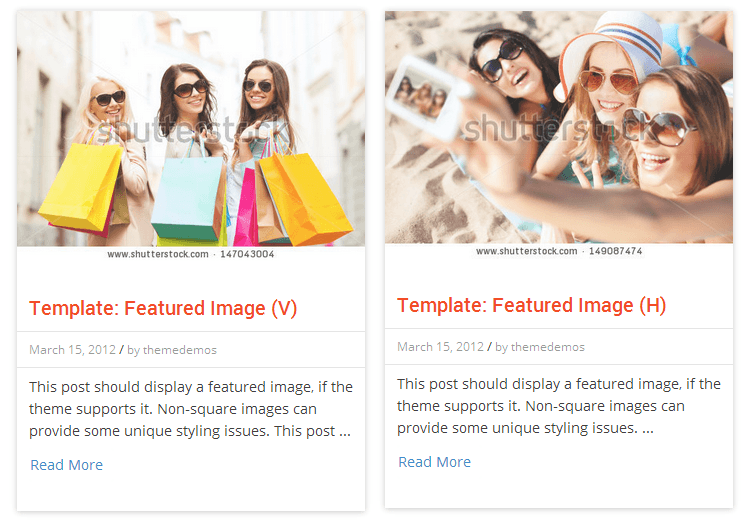 shutterstock
www.shutterstock.com · 147043004
Template: Featured Image (V)
March 15, 2012 / by themedemos
This post should display a featured image, if the
theme supports it. Non-square images can
provide some unique styling issues. This post ...
Read More
shutterstock
www.shutterstock.com · 149087474
Template: Featured Image (H)
March 15, 2012 / by themedemos
This post should display a featured image, if the
theme supports it. Non-square images can
provide some unique styling issues. ...
Read More